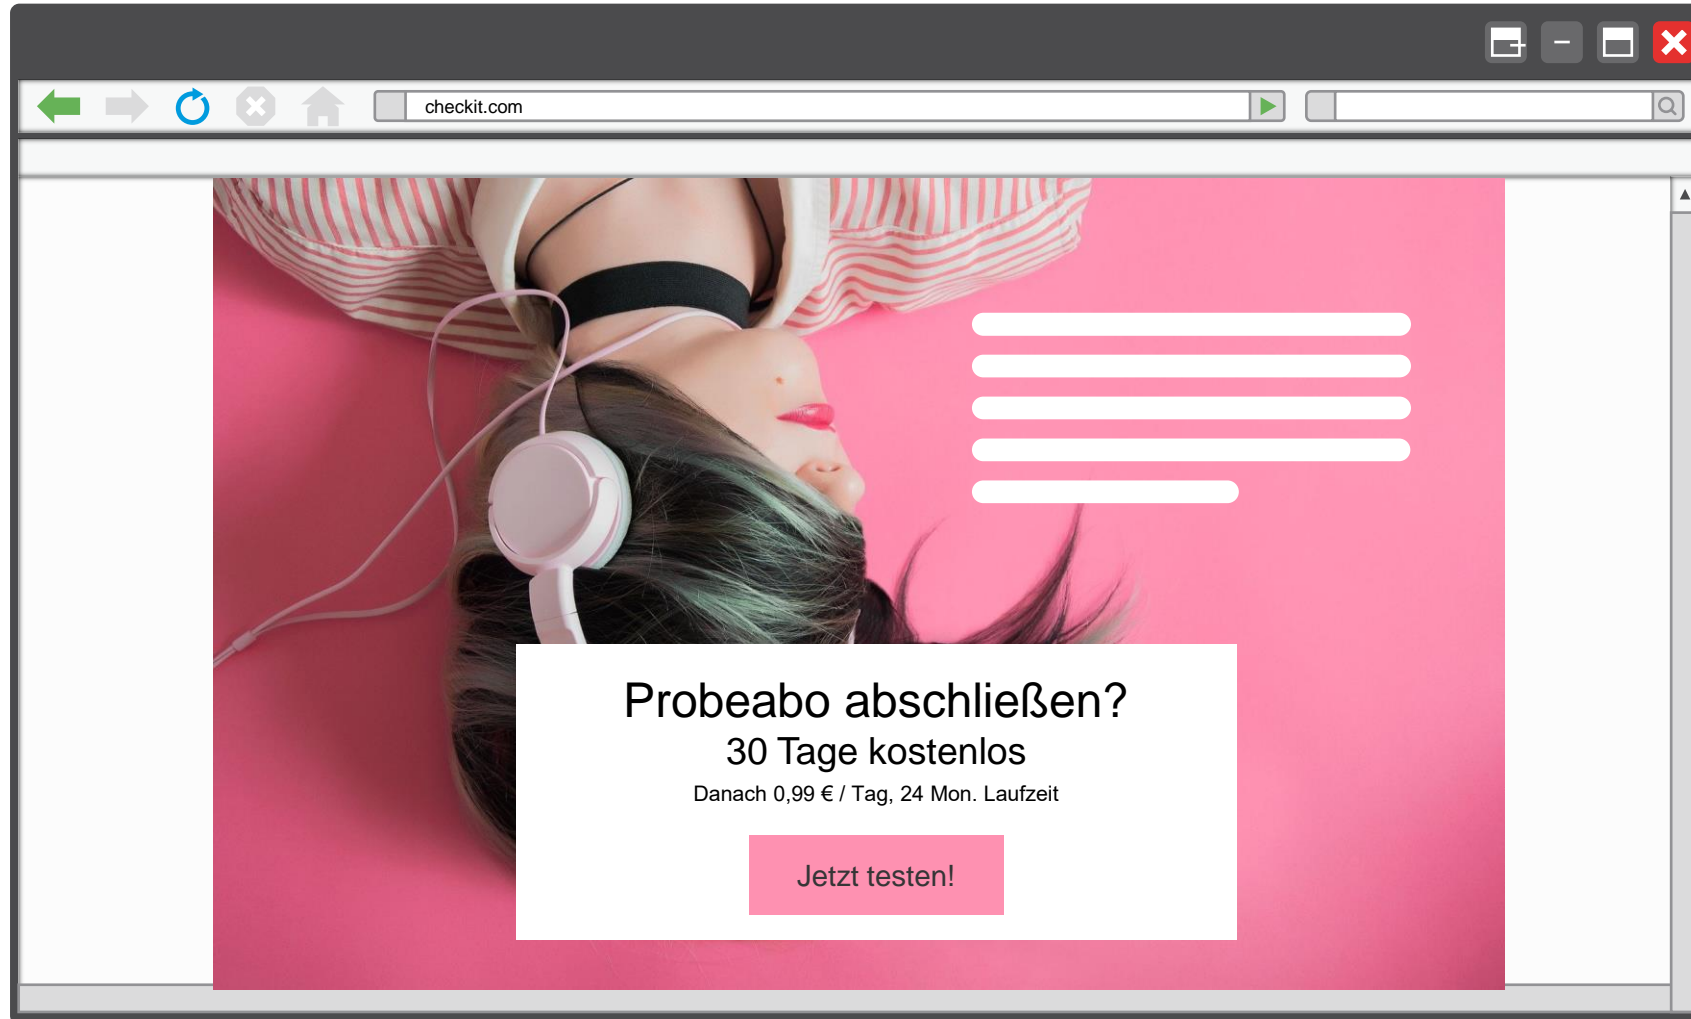 checkit.com
Probeabo abschließen?
30 Tage kostenlos
Danach 0,99 € / Tag, 24 Mon. Laufzeit
Jetzt testen!